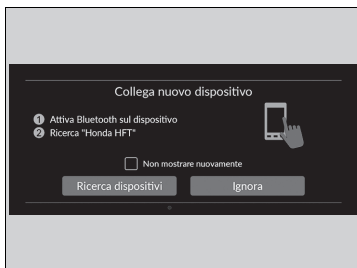 Collega nuovo dispositivo
1 Attiva Bluetooth sul dispositivo
2 Ricerca "Honda HFT"
Non mostrare nuovamente
Ricerca dispositivi
Ignora